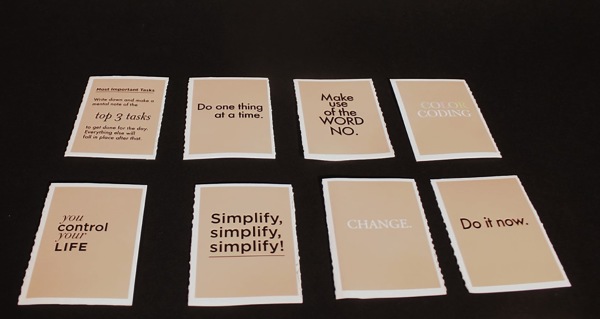 Most Important Tasks
Write down and make a
mental note of the
top 3 tasks
to get done for the day.
Everything else will
fall in place after that.
Do one thing
at a time.
Make
use
of the
WORD
NO.
COLOR
CODING
you
control
your
LIFE
Simplify,
simplify,
simplify!
CHANGE.
Do it now.